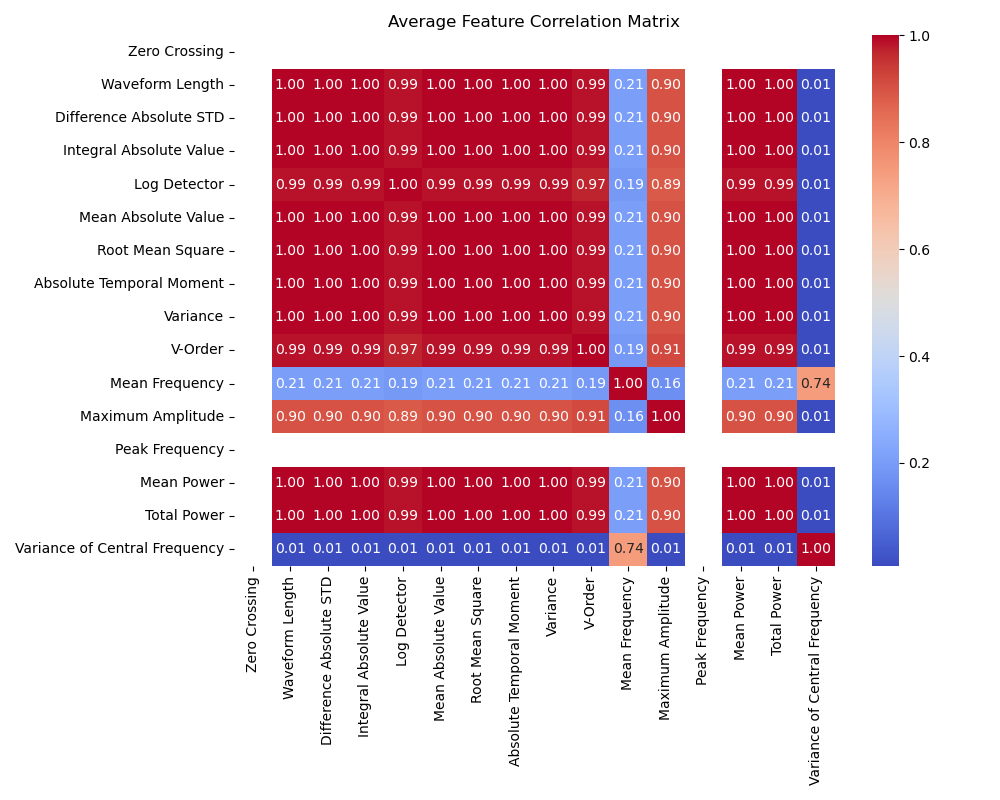 Average Feature Correlation Matrix
Zero Crossing
Waveform Length 1.00 1.00 1.00 0.99 1.00 1.00 1.00 1.00 0.99 0.21 0.90 1.00 1.00 0.01
Difference Absolute STD 1.00 1.00 1.00 0.99 1.00 1.00 1.00 1.00 0.99 0.21 0.90 1.00 1.00 0.01
Integral Absolute Value 1.00 1.00 1.00 0.99 1.00 1.00 1.00 1.00 0.99 0.21 0.90 1.00 1.00 0.01
Log Detector 0.99 0.99 0.99 1.00 0.99 0.99 0.99 0.99 0.97 0.19 0.89 0.99 0.99 0.01
Mean Absolute Value 1.00 1.00 1.00 0.99 1.00 1.00 1.00 1.00 0.99 0.21 0.90 1.00 1.00 0.01
Root Mean Square 1.00 1.00 1.00 0.99 1.00 1.00 1.00 1.00 0.99 0.21 0.90 1.00 1.00 0.01
Absolute Temporal Moment 1.00 1.00 1.00 0.99 1.00 1.00 1.00 1.00 0.99 0.21 0.90 1.00 1.00 0.01
Variance 1.00 1.00 1.00 0.99 1.00 1.00 1.00 1.00 0.99 0.21 0.90 1.00 1.00 0.01
V-Order 0.99 0.99 0.99 0.97 0.99 0.99 0.99 0.99 1.00 0.19 0.91 0.99 0.99 0.01
Mean Frequency 0.21 0.21 0.21 0.19 0.21 0.21 0.21 0.21 0.19 1.00 0.16 0.21 0.21 0.74
Maximum Amplitude 0.90 0.90 0.90 0.89 0.90 0.90 0.90 0.90 0.91 0.16 1.00 0.90 0.90 0.01
Peak Frequency
Mean Power 1.00 1.00 1.00 0.99 1.00 1.00 1.00 1.00 0.99 0.21 0.90 1.00 1.00 0.01
Total Power 1.00 1.00 1.00 0.99 1.00 1.00 1.00 1.00 0.99 0.21 0.90 1.00 1.00 0.01
Variance of Central Frequency 0.01 0.01 0.01 0.01 0.01 0.01 0.01 0.01 0.01 0.74 0.01 0.01 0.01 1.00
Zero Crossing
Waveform Length
Difference Absolute STD
Integral Absolute Value
Log Detector
Mean Absolute Value
Root Mean Square
Absolute Temporal Moment
Variance
V-Order
Mean Frequency
Maximum Amplitude
Peak Frequency
Mean Power
Total Power
Variance of Central Frequency
1.0
0.8
0.6
0.4
0.2